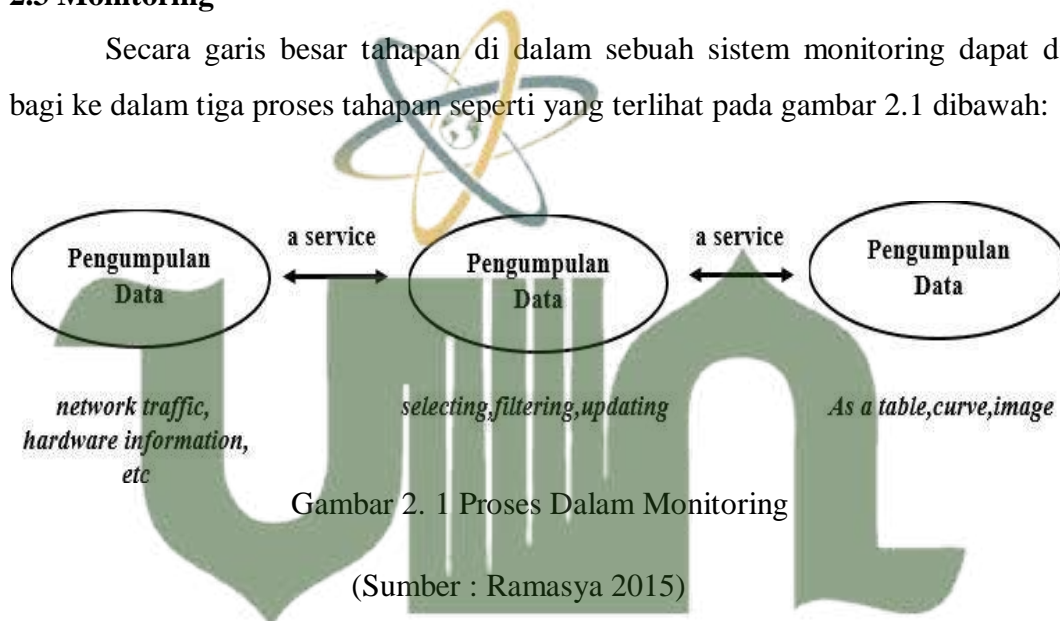 2.3 Monitoring
Secara garis besar tahapan di dalam sebuah sistem monitoring dapat di
bagi ke dalam tiga proses tahapan seperti yang terlihat pada gambar 2.1 dibawah:
Pengumpulan
Data
a service
Pengumpulan
Data
a service
Pengumpulan
Data
network traffic,
hardware information,
etc
selecting,filtering,updating
As a table,curve,image
Gambar 2. 1 Proses Dalam Monitoring
(Sumber : Ramasya 2015)